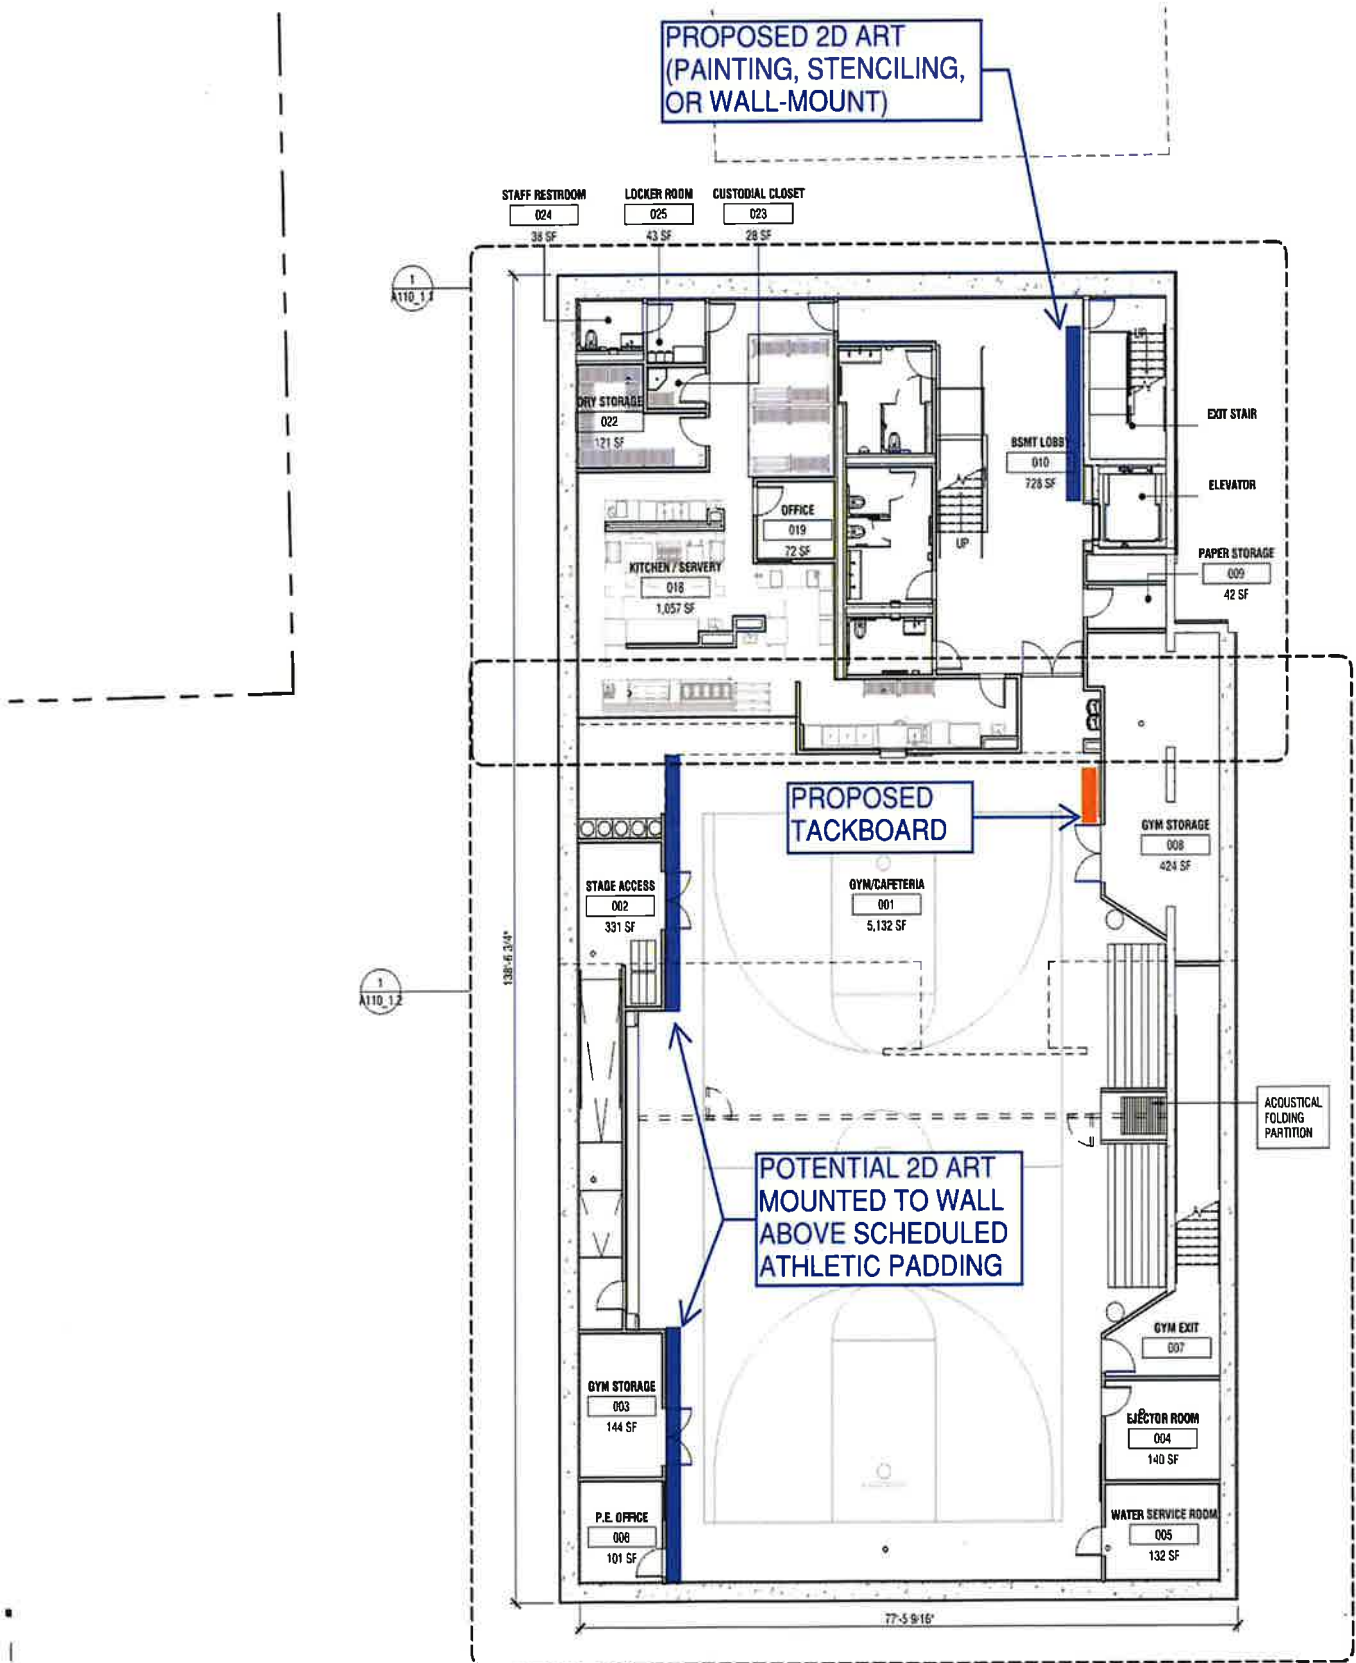 PROPOSED 2D ART
(PAINTING, STENCILING,
OR WALL-MOUNT)
STAFF RESTROOM
024
38 SF
LOCKER ROOM
025
43 SF
CUSTODIAL CLOSET
023
28 SF
1
A110_1.1
UP
DRY STORAGE
022
121 SF
EXIT STAIR
BSMT LOBBY
010
728 SF
ELEVATOR
OFFICE
019
72 SF
UP
PAPER STORAGE
009
42 SF
KITCHEN / SERVERY
018
1,057 SF
PROPOSED
TACKBOARD
GYM STORAGE
008
424 SF
STAGE ACCESS
002
331 SF
GYM/CAFETERIA
001
5,132 SF
138'-6 3/4"
1
A110_1.2
ACOUSTICAL
FOLDING
PARTITION
POTENTIAL 2D ART
MOUNTED TO WALL
ABOVE SCHEDULED
ATHLETIC PADDING
GYM EXIT
007
GYM STORAGE
003
144 SF
EJECTOR ROOM
004
140 SF
P.E. OFFICE
006
101 SF
WATER SERVICE ROOM
005
132 SF
77'-5 9/16"